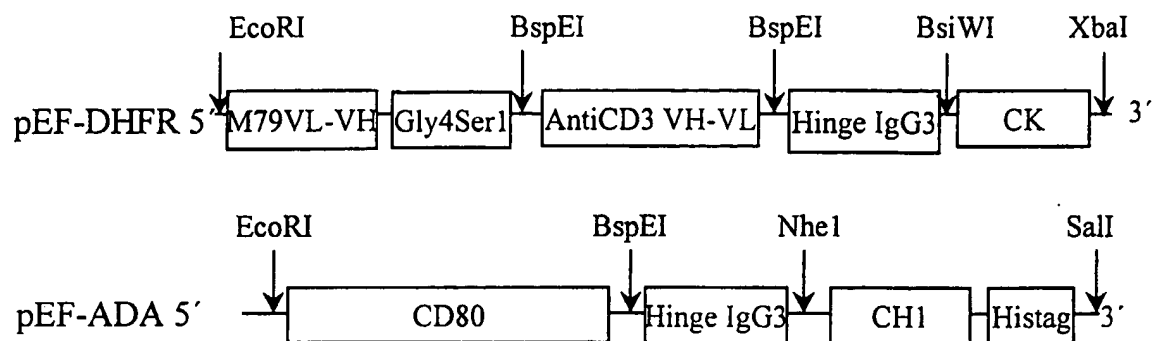 EcoRI BspEI BspEI BsiWI XbaI
pEF-DHFR 5´ M79VL-VH Gly4Ser1 AntiCD3 VH-VL Hinge IgG3 CK 3´
EcoRI BspEI Nhe1 SalI
pEF-ADA 5´ CD80 Hinge IgG3 CH1 Histag 3´